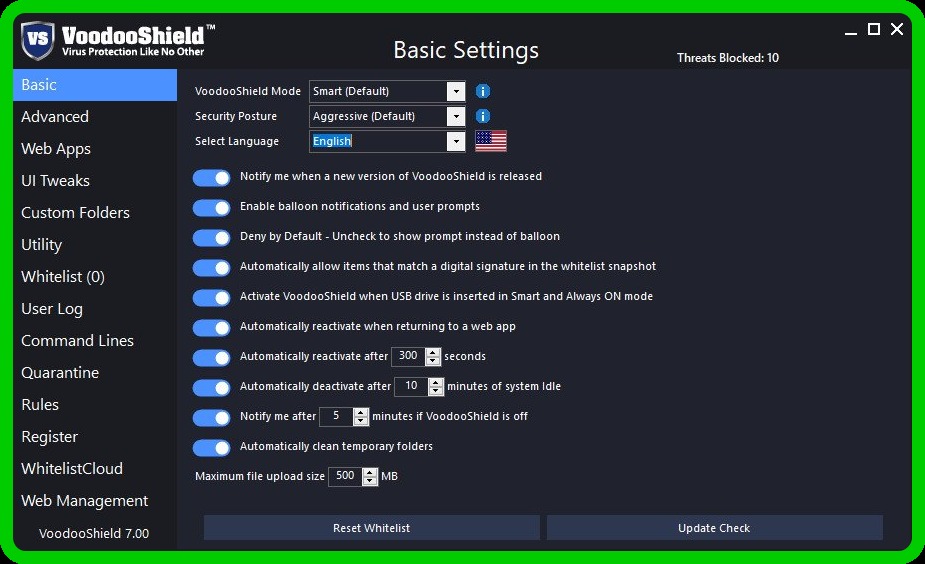 VS VoodooShield™
Virus Protection Like No Other
Basic Settings
Threats Blocked: 10
Basic
Advanced
Web Apps
UI Tweaks
Custom Folders
Utility
Whitelist (0)
User Log
Command Lines
Quarantine
Rules
Register
WhitelistCloud
Web Management
VoodooShield 7.00
VoodooShield Mode Smart (Default) i
Security Posture Aggressive (Default) i
Select Language English
Notify me when a new version of VoodooShield is released
Enable balloon notifications and user prompts
Deny by Default - Uncheck to show prompt instead of balloon
Automatically allow items that match a digital signature in the whitelist snapshot
Activate VoodooShield when USB drive is inserted in Smart and Always ON mode
Automatically reactivate when returning to a web app
Automatically reactivate after 300 seconds
Automatically deactivate after 10 minutes of system Idle
Notify me after 5 minutes if VoodooShield is off
Automatically clean temporary folders
Maximum file upload size 500 MB
Reset Whitelist
Update Check